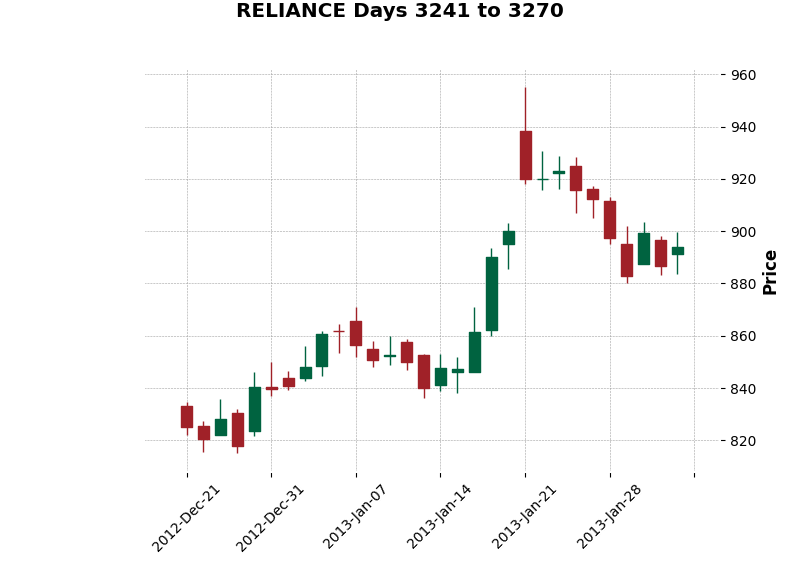 RELIANCE Days 3241 to 3270
960
940
920
900
880
860
840
820
Price
2012-Dec-21
2012-Dec-31
2013-Jan-07
2013-Jan-14
2013-Jan-21
2013-Jan-28